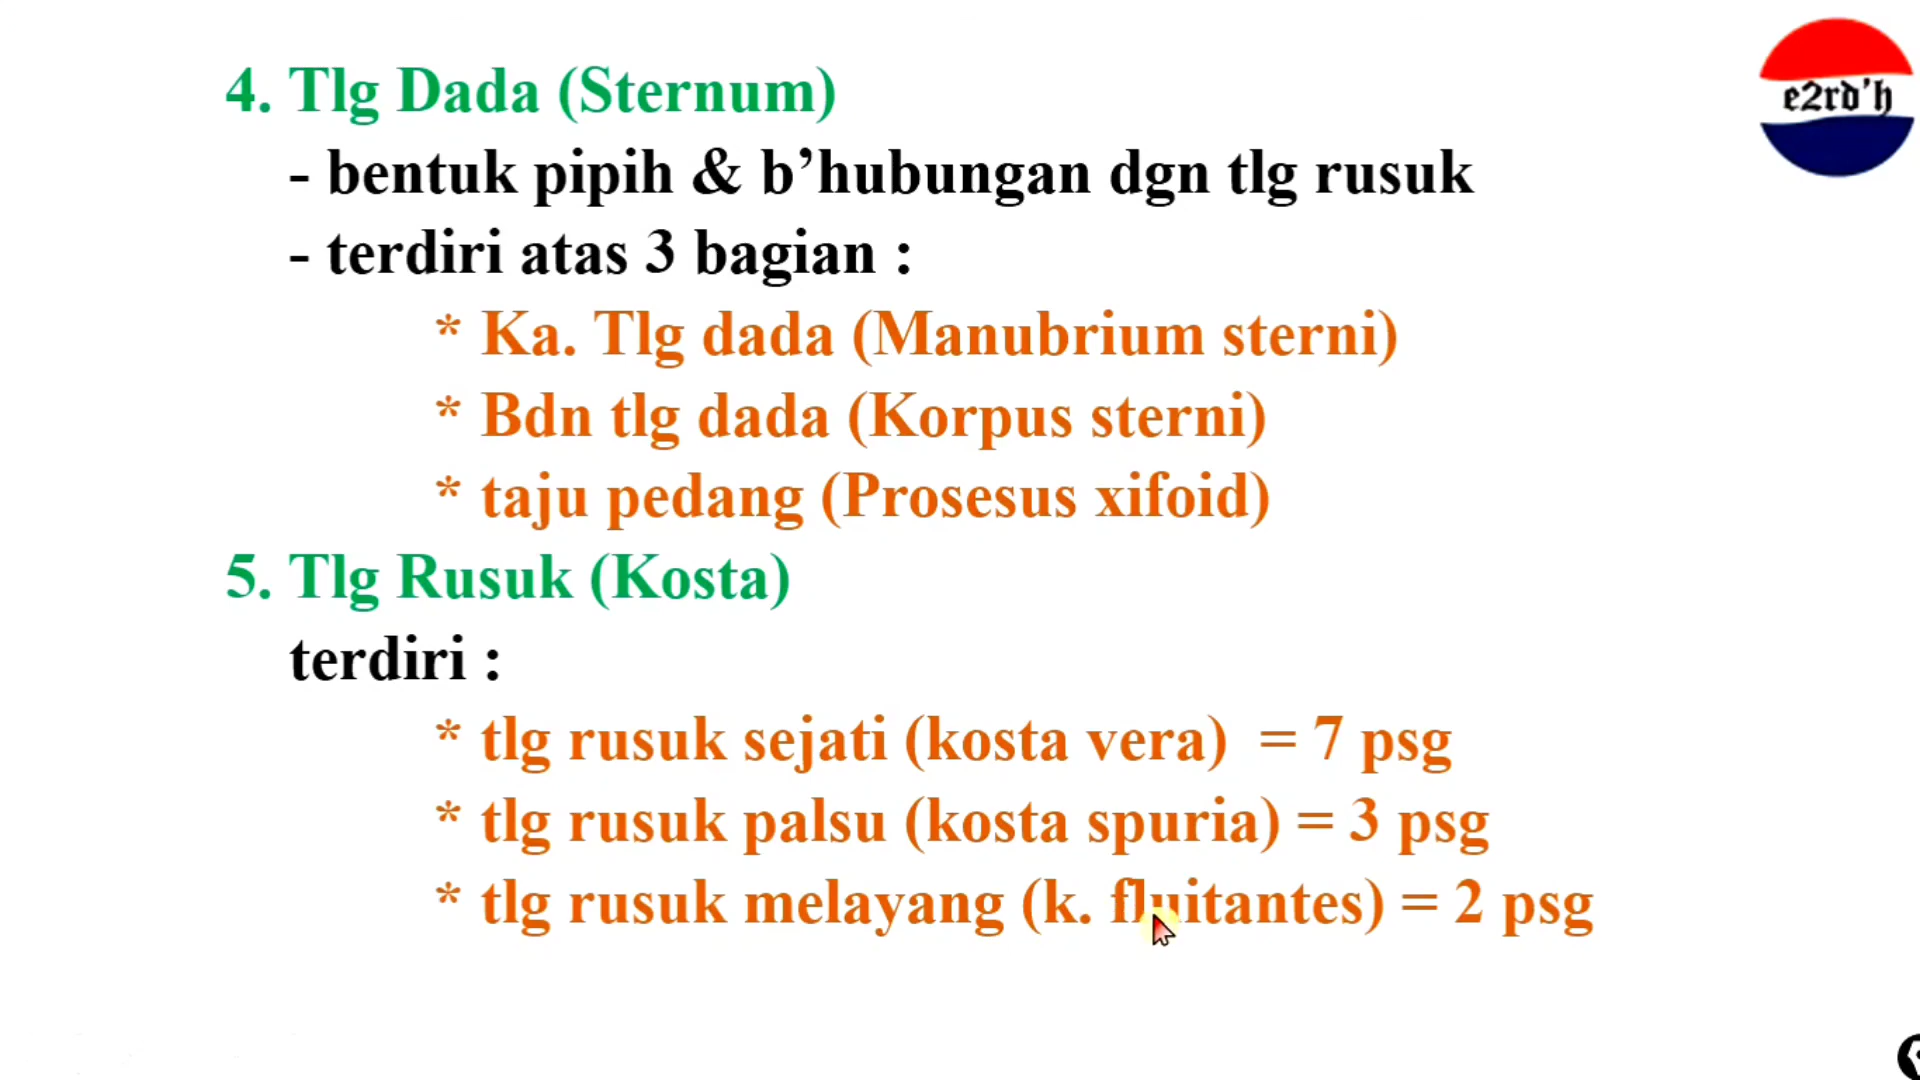 e2rd'h
4. Tlg Dada (Sternum)
- bentuk pipih & b’hubungan dgn tlg rusuk
- terdiri atas 3 bagian :
* Ka. Tlg dada (Manubrium sterni)
* Bdn tlg dada (Korpus sterni)
* taju pedang (Prosesus xifoid)
5. Tlg Rusuk (Kosta)
terdiri :
* tlg rusuk sejati (kosta vera) = 7 psg
* tlg rusuk palsu (kosta spuria) = 3 psg
* tlg rusuk melayang (k. fluitantes) = 2 psg